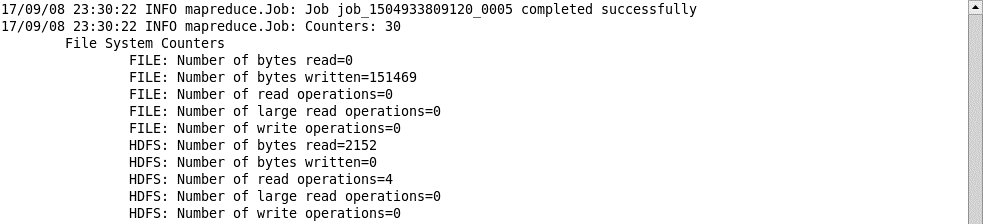 17/09/08 23:30:22 INFO mapreduce.Job: Job job_1504933809120_0005 completed successfully
17/09/08 23:30:22 INFO mapreduce.Job: Counters: 30
File System Counters
FILE: Number of bytes read=0
FILE: Number of bytes written=151469
FILE: Number of read operations=0
FILE: Number of large read operations=0
FILE: Number of write operations=0
HDFS: Number of bytes read=2152
HDFS: Number of bytes written=0
HDFS: Number of read operations=4
HDFS: Number of large read operations=0
HDFS: Number of write operations=0